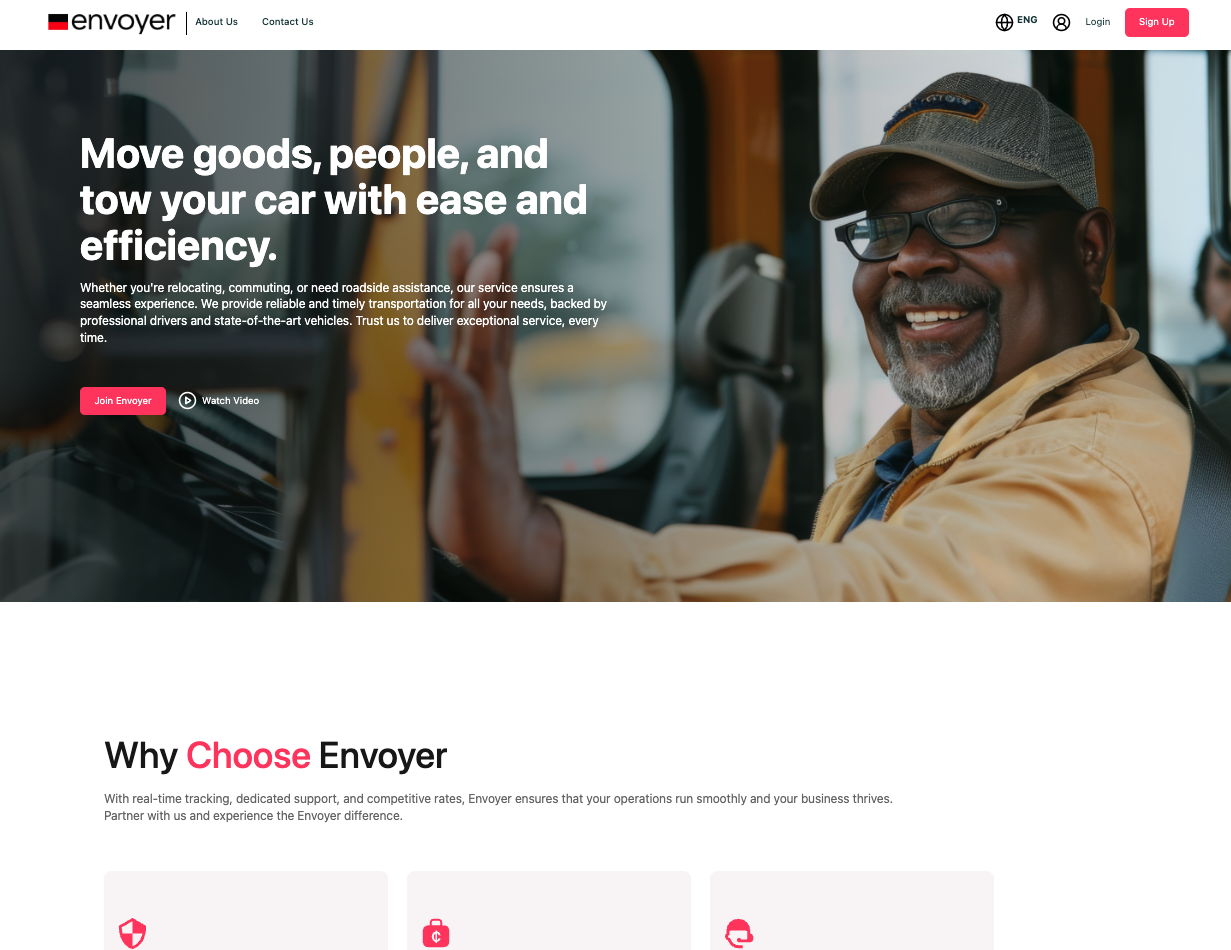 envoyer
About Us
Contact Us
ENG
Login
Sign Up
Move goods, people, and
tow your car with ease and
efficiency.
Whether you're relocating, commuting, or need roadside assistance, our service ensures a
seamless experience. We provide reliable and timely transportation for all your needs, backed by
professional drivers and state-of-the-art vehicles. Trust us to deliver exceptional service, every
time.
Join Envoyer
Watch Video
Why Choose Envoyer
With real-time tracking, dedicated support, and competitive rates, Envoyer ensures that your operations run smoothly and your business thrives.
Partner with us and experience the Envoyer difference.
¢